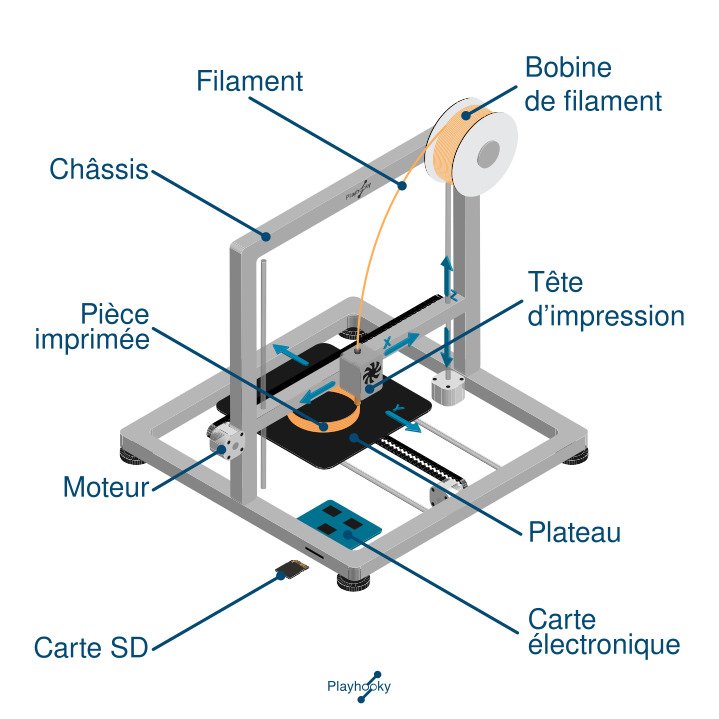 Filament
Bobine
de filament
Châssis
Playhooky
Z
Tête
d’impression
Pièce
imprimée
X
Y
Moteur
Plateau
Carte
électronique
Carte SD
Playhooky